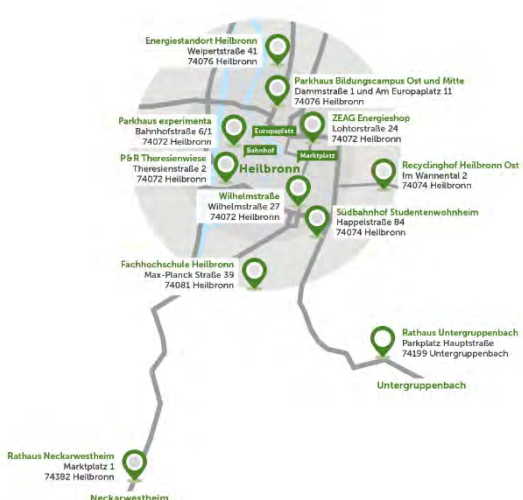 Energiestandort Heilbronn
Weipertstraße 41
74076 Heilbronn
Parkhaus Bildungscampus Ost und Mitte
Dammstraße 1 und Am Europaplatz 11
74076 Heilbronn
Parkhaus experimenta
Bahnhofstraße 6/1
74072 Heilbronn
Europaplatz
ZEAG Energieshop
Lohtorstraße 24
74072 Heilbronn
Bahnhof
Marktplatz
P&R Theresienwiese
Theresienstraße 2
74072 Heilbronn
Heilbronn
Recyclinghof Heilbronn Ost
Im Wannental 2
74074 Heilbronn
Wilhelmstraße
Wilhelmstraße 27
74072 Heilbronn
Südbahnhof Studentenwohnheim
Happelstraße 84
74074 Heilbronn
Fachhochschule Heilbronn
Max-Planck Straße 39
74081 Heilbronn
Rathaus Untergruppenbach
Parkplatz Hauptstraße
74199 Untergruppenbach
Untergruppenbach
Rathaus Neckarwestheim
Marktplatz 1
74382 Heilbronn
Neckarwestheim